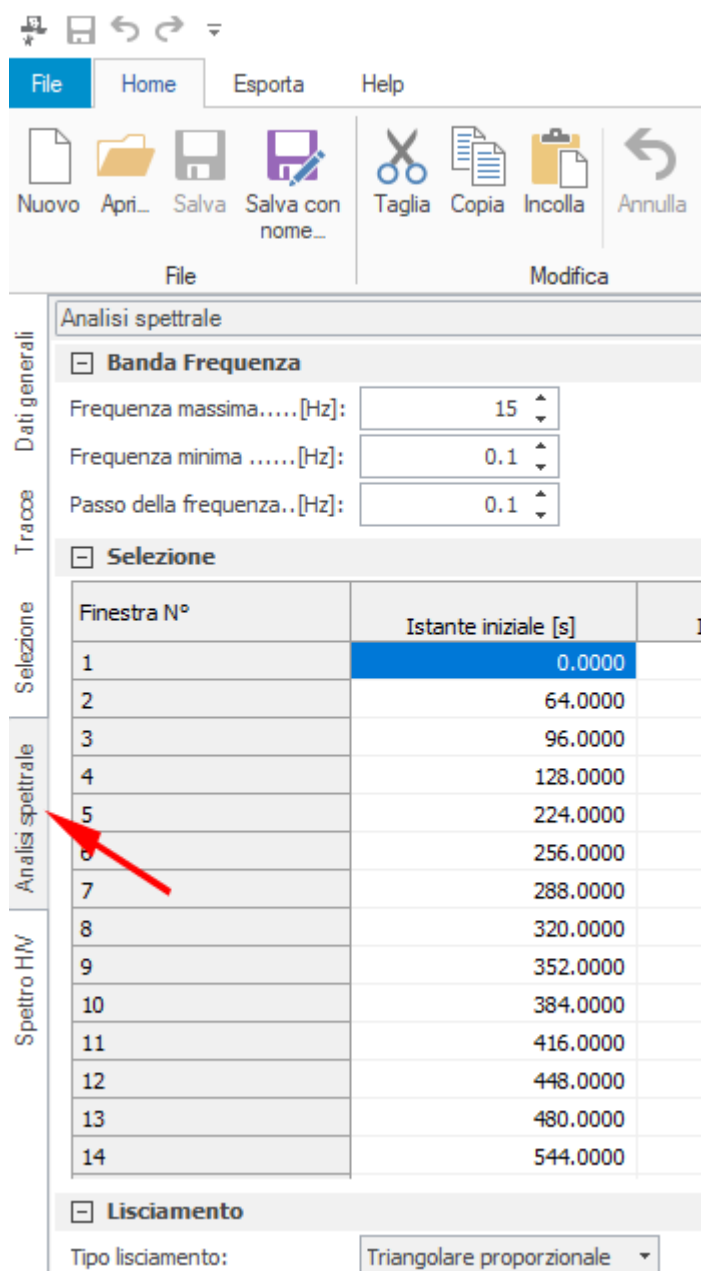 File Home Esporta Help
Nuovo Apri... Salva Salva con nome... Taglia Copia Incolla Annulla
File Modifica
Dati generali
Tracce
Selezione
Analisi spettrale
Spettro H/V
Analisi spettrale
Banda Frequenza
Frequenza massima.....[Hz]: 15
Frequenza minima ......[Hz]: 0.1
Passo della frequenza..[Hz]: 0.1
Selezione
Finestra N° Istante iniziale [s]
1 0.0000
2 64.0000
3 96.0000
4 128.0000
5 224.0000
6 256.0000
7 288.0000
8 320.0000
9 352.0000
10 384.0000
11 416.0000
12 448.0000
13 480.0000
14 544.0000
Lisciamento
Tipo lisciamento: Triangolare proporzionale